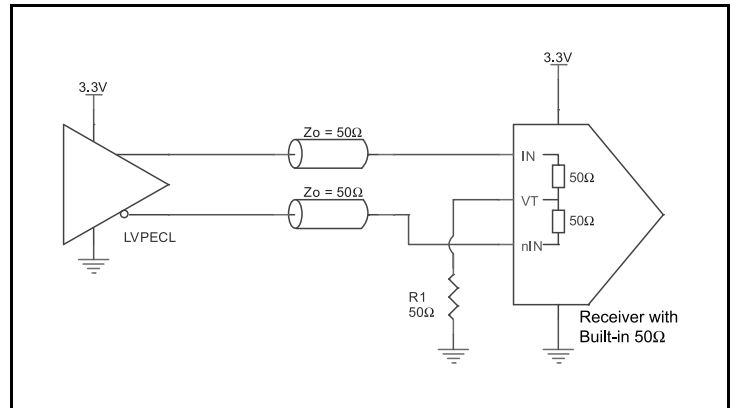 3.3V
3.3V
Zo = 50Ω
IN
50Ω
Zo = 50Ω
VT
50Ω
LVPECL
nIN
R1
50Ω
Receiver with
Built-in 50Ω